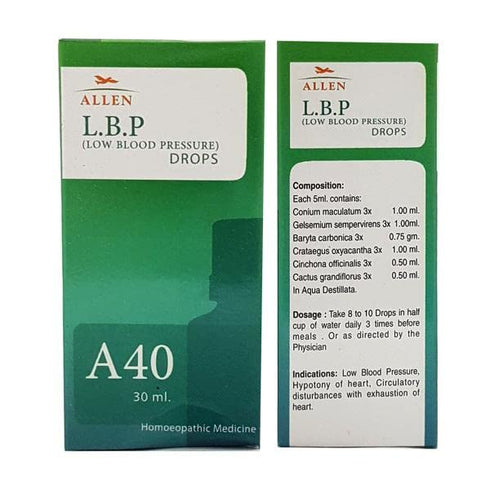 ALLEN
L.B.P
(LOW BLOOD PRESSURE)
DROPS
A40
30 ml.
Homoeopathic Medicine
ALLEN
L.B.P
(LOW BLOOD PRESSURE)
DROPS
Composition:
Each 5ml. contains:
Conium maculatum 3x 1.00 ml.
Gelsemium sempervirens 3x 1.00ml.
Baryta carbonica 3x 0.75 gm.
Crataegus oxyacantha 3x 1.00 ml.
Cinchona officinalis 3x 0.50 ml.
Cactus grandiflorus 3x 0.50 ml.
In Aqua Destillata.
Dosage : Take 8 to 10 Drops in half
cup of water daily 3 times before
meals . Or as directed by the
Physician
Indications: Low Blood Pressure,
Hypotony of heart, Circulatory
disturbances with exhaustion of
heart.